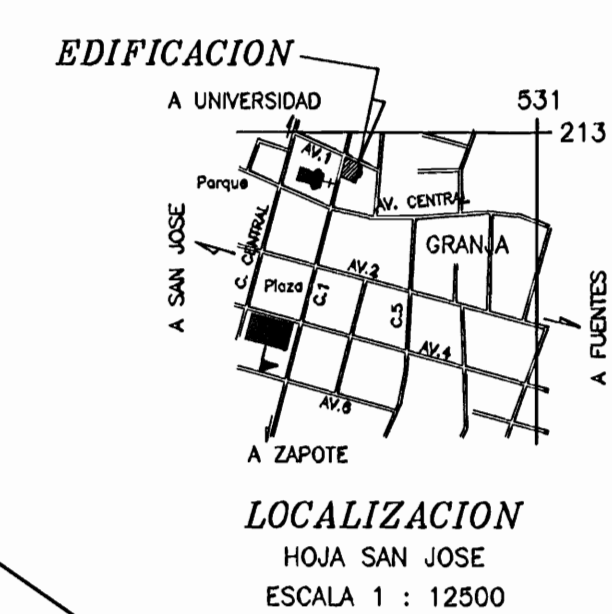 EDIFICACION
A UNIVERSIDAD
531
213
AV.1
Parque
AV. CENTRAL
A SAN JOSE
C. CENTRAL
GRANJA
AV.2
Plaza
C.1
C.5
A FUENTES
AV.4
AV.6
A ZAPOTE
LOCALIZACION
HOJA SAN JOSE
ESCALA 1 : 12500